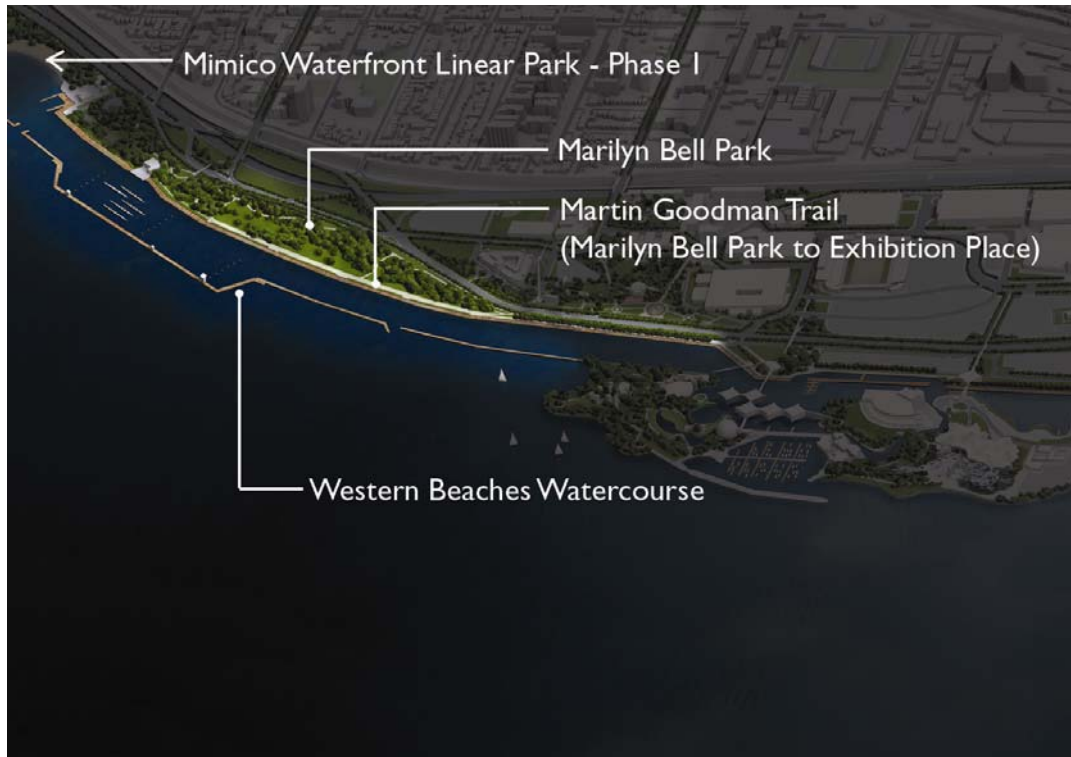 Mimico Waterfront Linear Park - Phase 1
Marilyn Bell Park
Martin Goodman Trail
(Marilyn Bell Park to Exhibition Place)
Western Beaches Watercourse